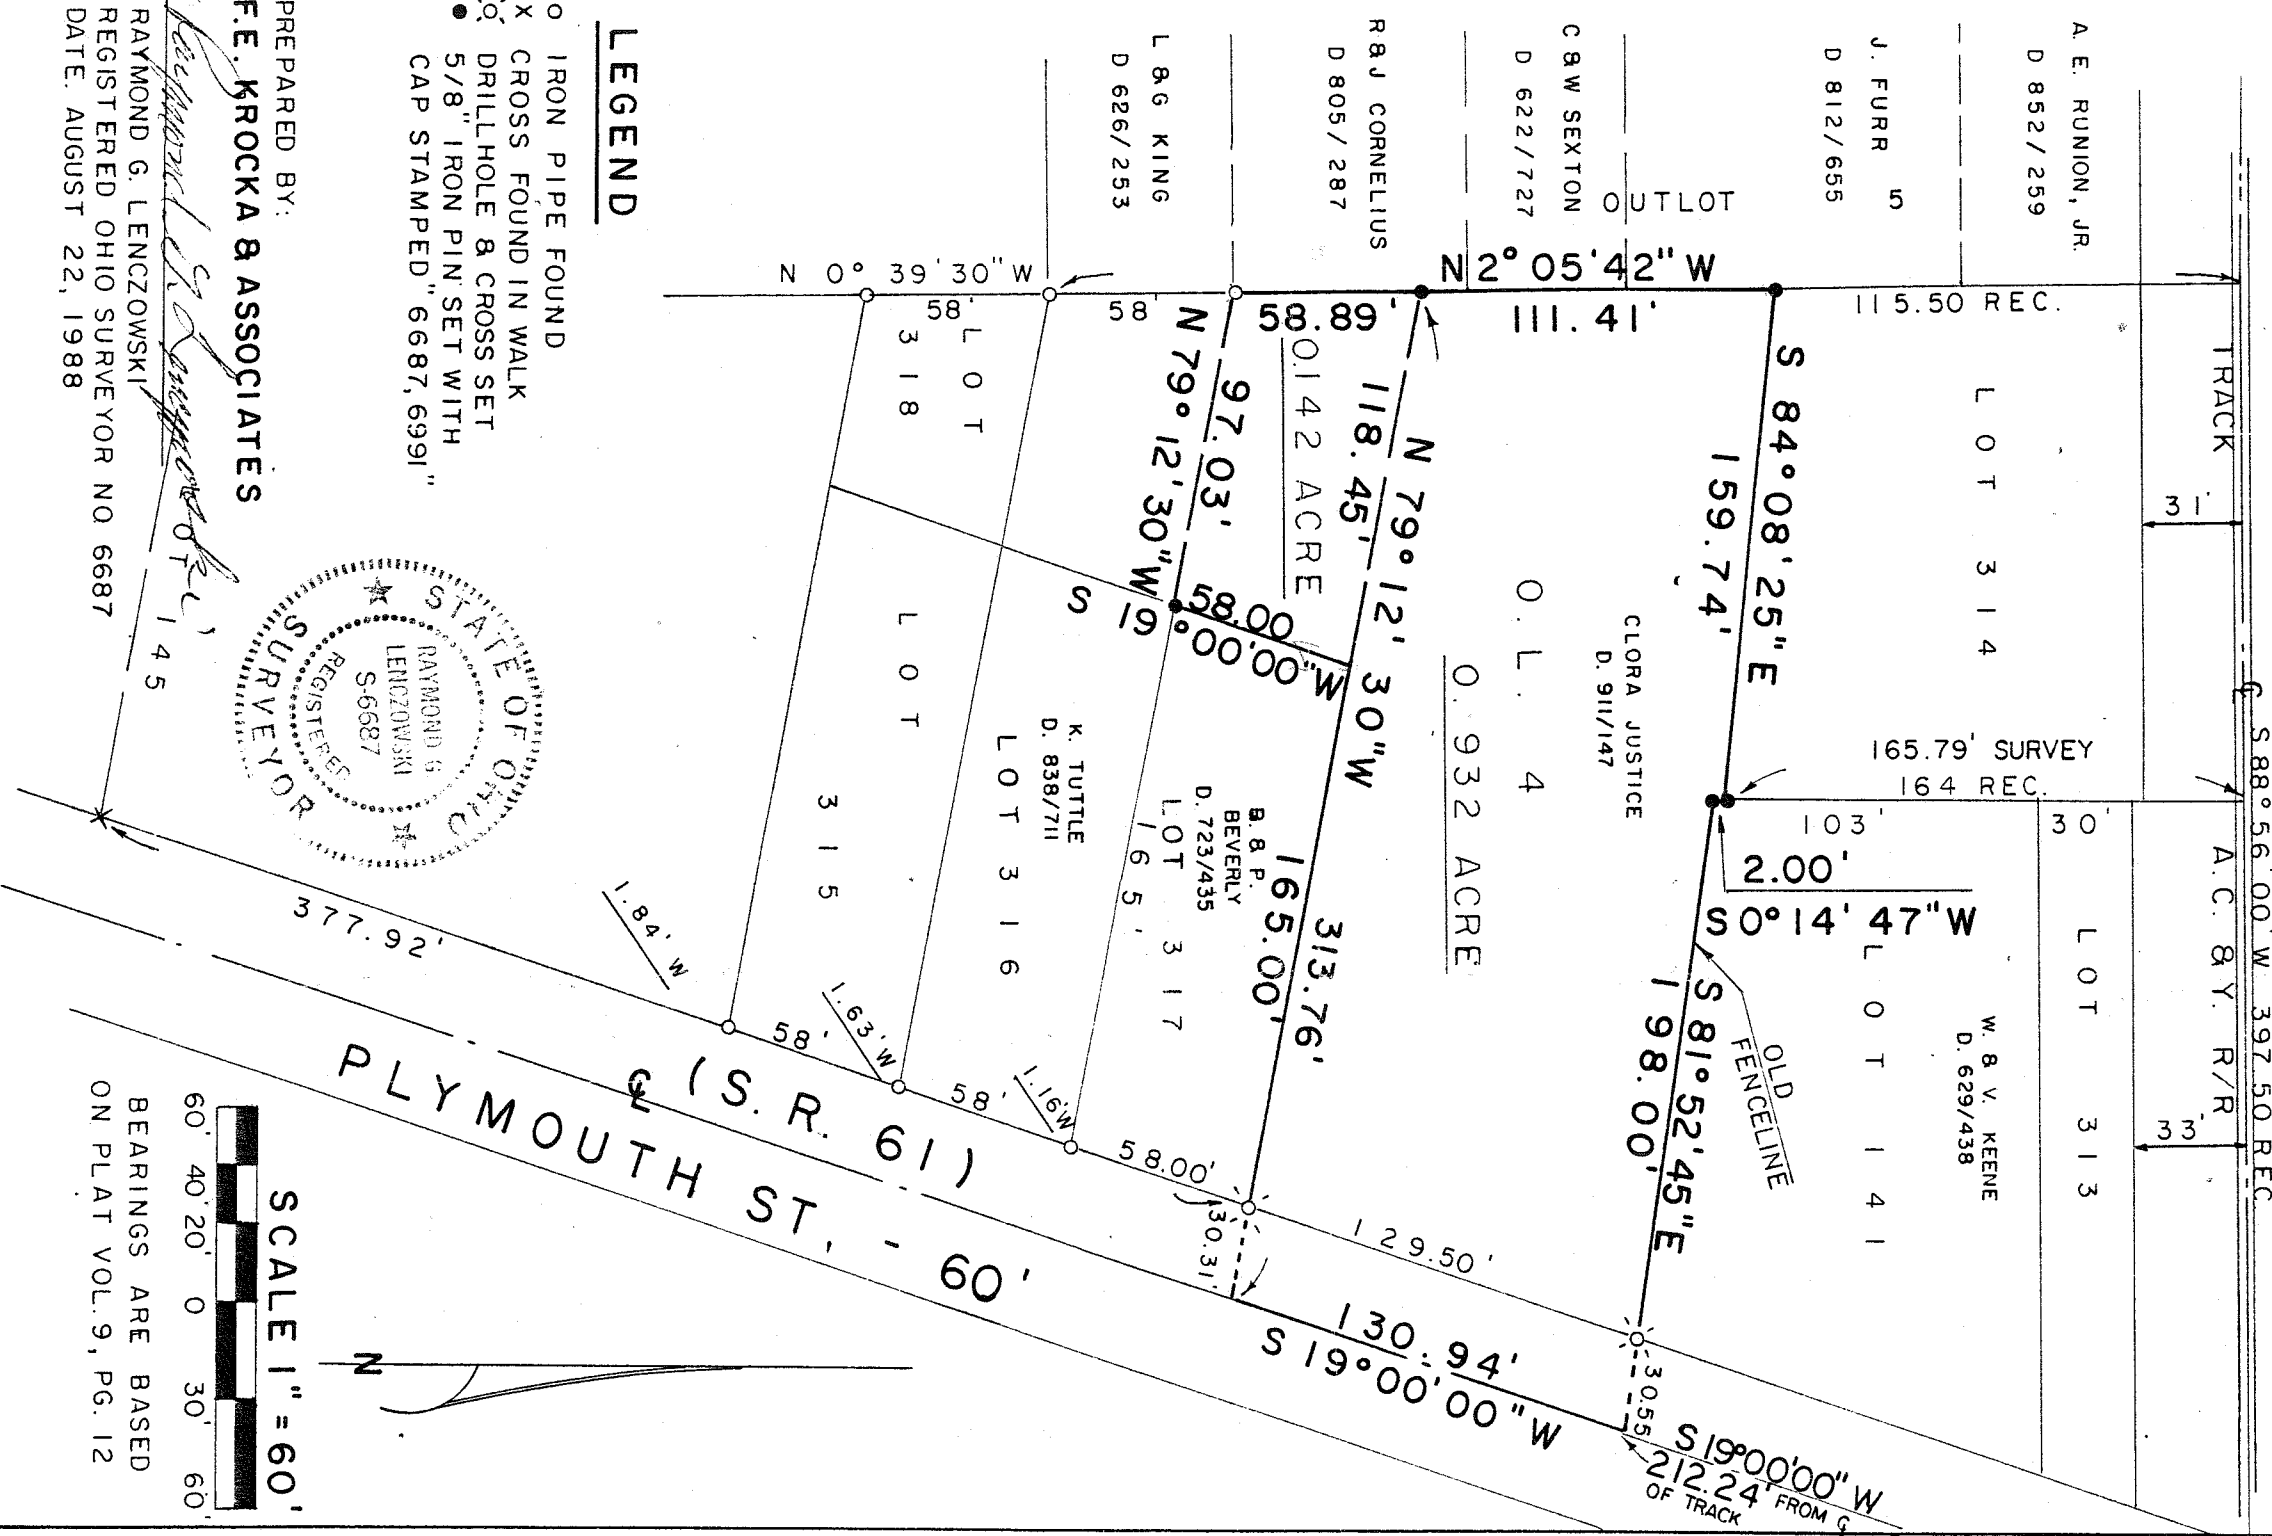 A. E. RUNION, JR.
D 852/259
J. FURR
D 812/655
5
OUTLOT
C & W SEXTON
D 622/727
R & J CORNELIUS
D 805/287
L & G KING
D 626/253
LEGEND
o IRON PIPE FOUND
X CROSS FOUND IN WALK
DRILLHOLE & CROSS SET
● 5/8" IRON PIN SET WITH
CAP STAMPED "6687,6991"
PREPARED BY:
F.E. KROCKA & ASSOCIATES
RAYMOND G. LENCZOWSKI
REGISTERED OHIO SURVEYOR NO. 6687
DATE. AUGUST 22, 1988
STATE OF OHIO
RAYMOND G.
LENCZOWSKI
S-6687
REGISTERED
SURVEYOR
LOT 145
N 0° 39' 30" W
58'
58'
58.89'
N 2° 05' 42" W
111.41'
115.50 REC.
TRACK
31'
LOT 314
S 84° 08' 25" E
159.74'
N 79° 12' 30" W
118.45'
0.142 ACRE
97.03'
N 79° 12' 30" W
58.00
S 19°00'00" W
LOT
318
LOT
315
LOT 316
K. TUTTLE
D. 838/711
LOT 317
165'
B. & P.
BEVERLY
D. 723/435
165.00'
313.76'
O. L. 4
0.932 ACRE
CLORA JUSTICE
D. 911/147
165.79' SURVEY
164 REC.
103'
30'
2.00'
S 0° 14' 47" W
S 81° 52' 45" E
198.00'
OLD
FENCELINE
LOT 141
W. & V. KEENE
D. 629/438
LOT 313
A.C. & Y. R/R
33'
℄ S 88° 56' 00" W 397.50 REC.
377.92'
1.84' W
58'
1.63' W
58'
1.16' W
58.00'
30.31'
129.50'
30.55
130.94'
S 19°00'00" W
S 19°00'00" W
212.24' FROM ℄
OF TRACK
℄ (S. R. 61)
PLYMOUTH ST. - 60'
N
SCALE 1" = 60'
60' 40' 20' 0 30' 60'
BEARINGS ARE BASED
ON PLAT VOL. 9, PG. 12